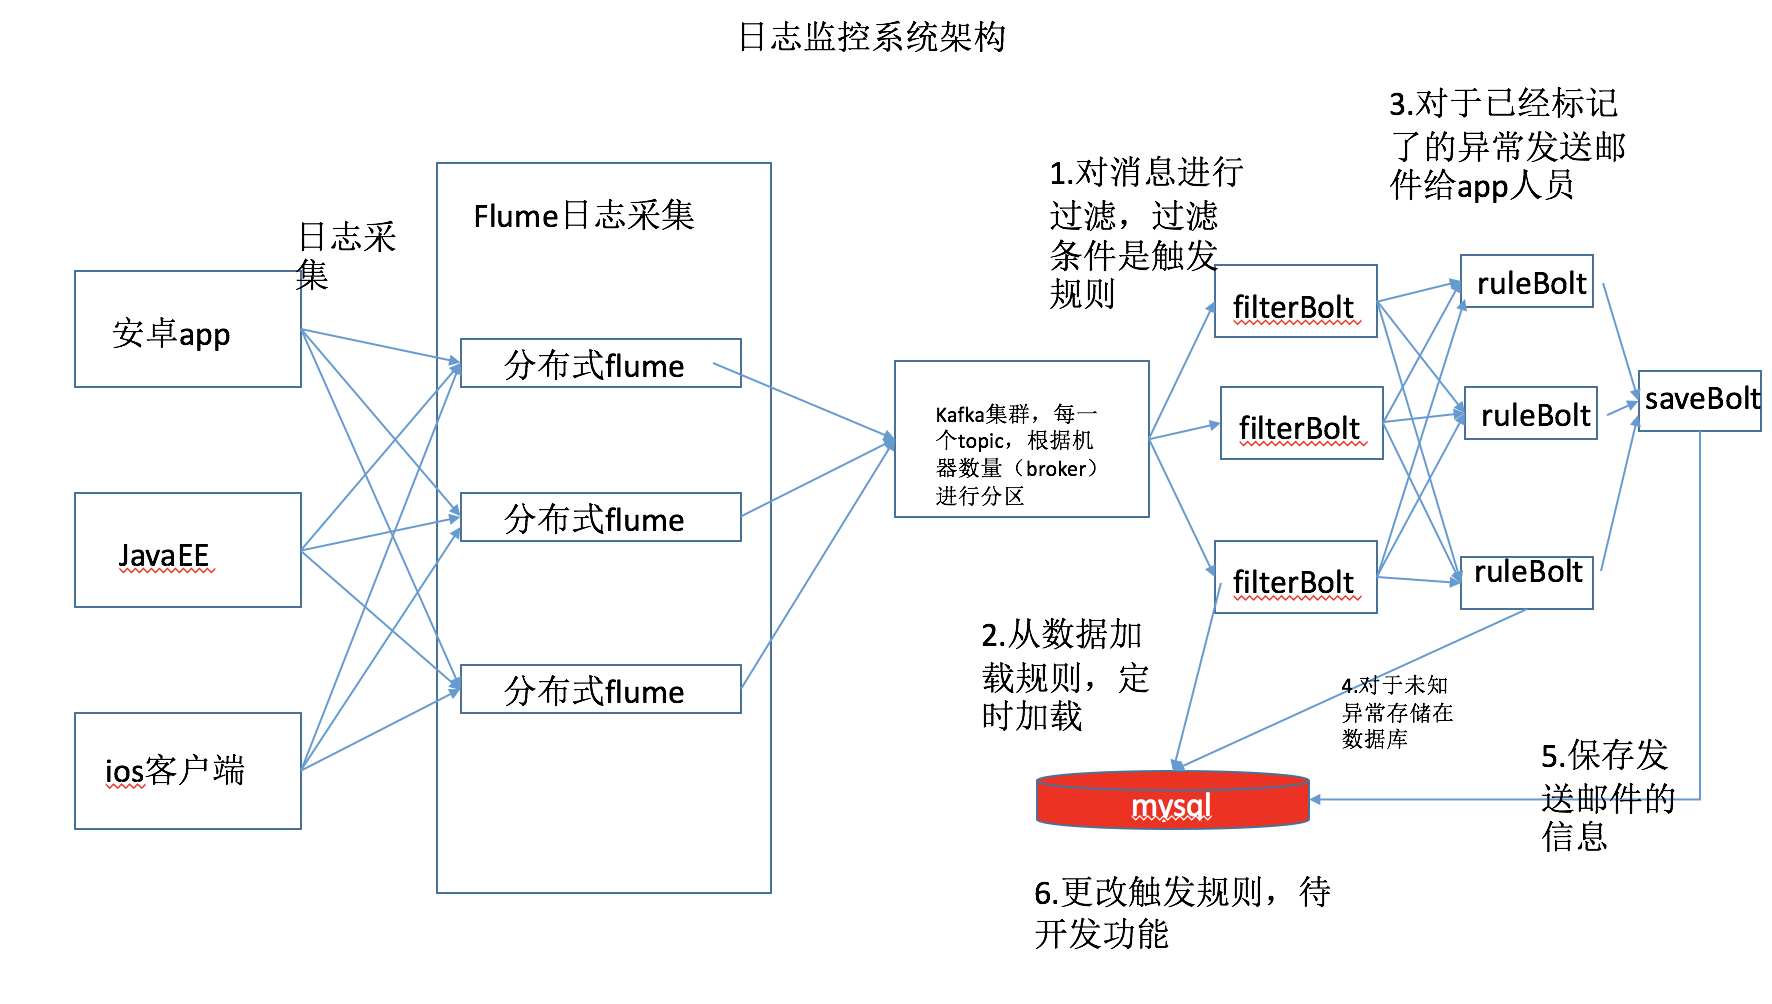 日志监控系统架构
3.对于已经标记
了的异常发送邮
件给app人员
1.对消息进行
过滤，过滤
条件是触发
规则
Flume日志采集
日志采
集
安卓app
JavaEE
ios客户端
分布式flume
分布式flume
分布式flume
Kafka集群，每一
个topic，根据机
器数量（broker）
进行分区
filterBolt
filterBolt
filterBolt
ruleBolt
ruleBolt
ruleBolt
saveBolt
2.从数据加
载规则，定
时加载
4.对于未知
异常存储在
数据库
5.保存发
送邮件的
信息
mysql
6.更改触发规则，待
开发功能